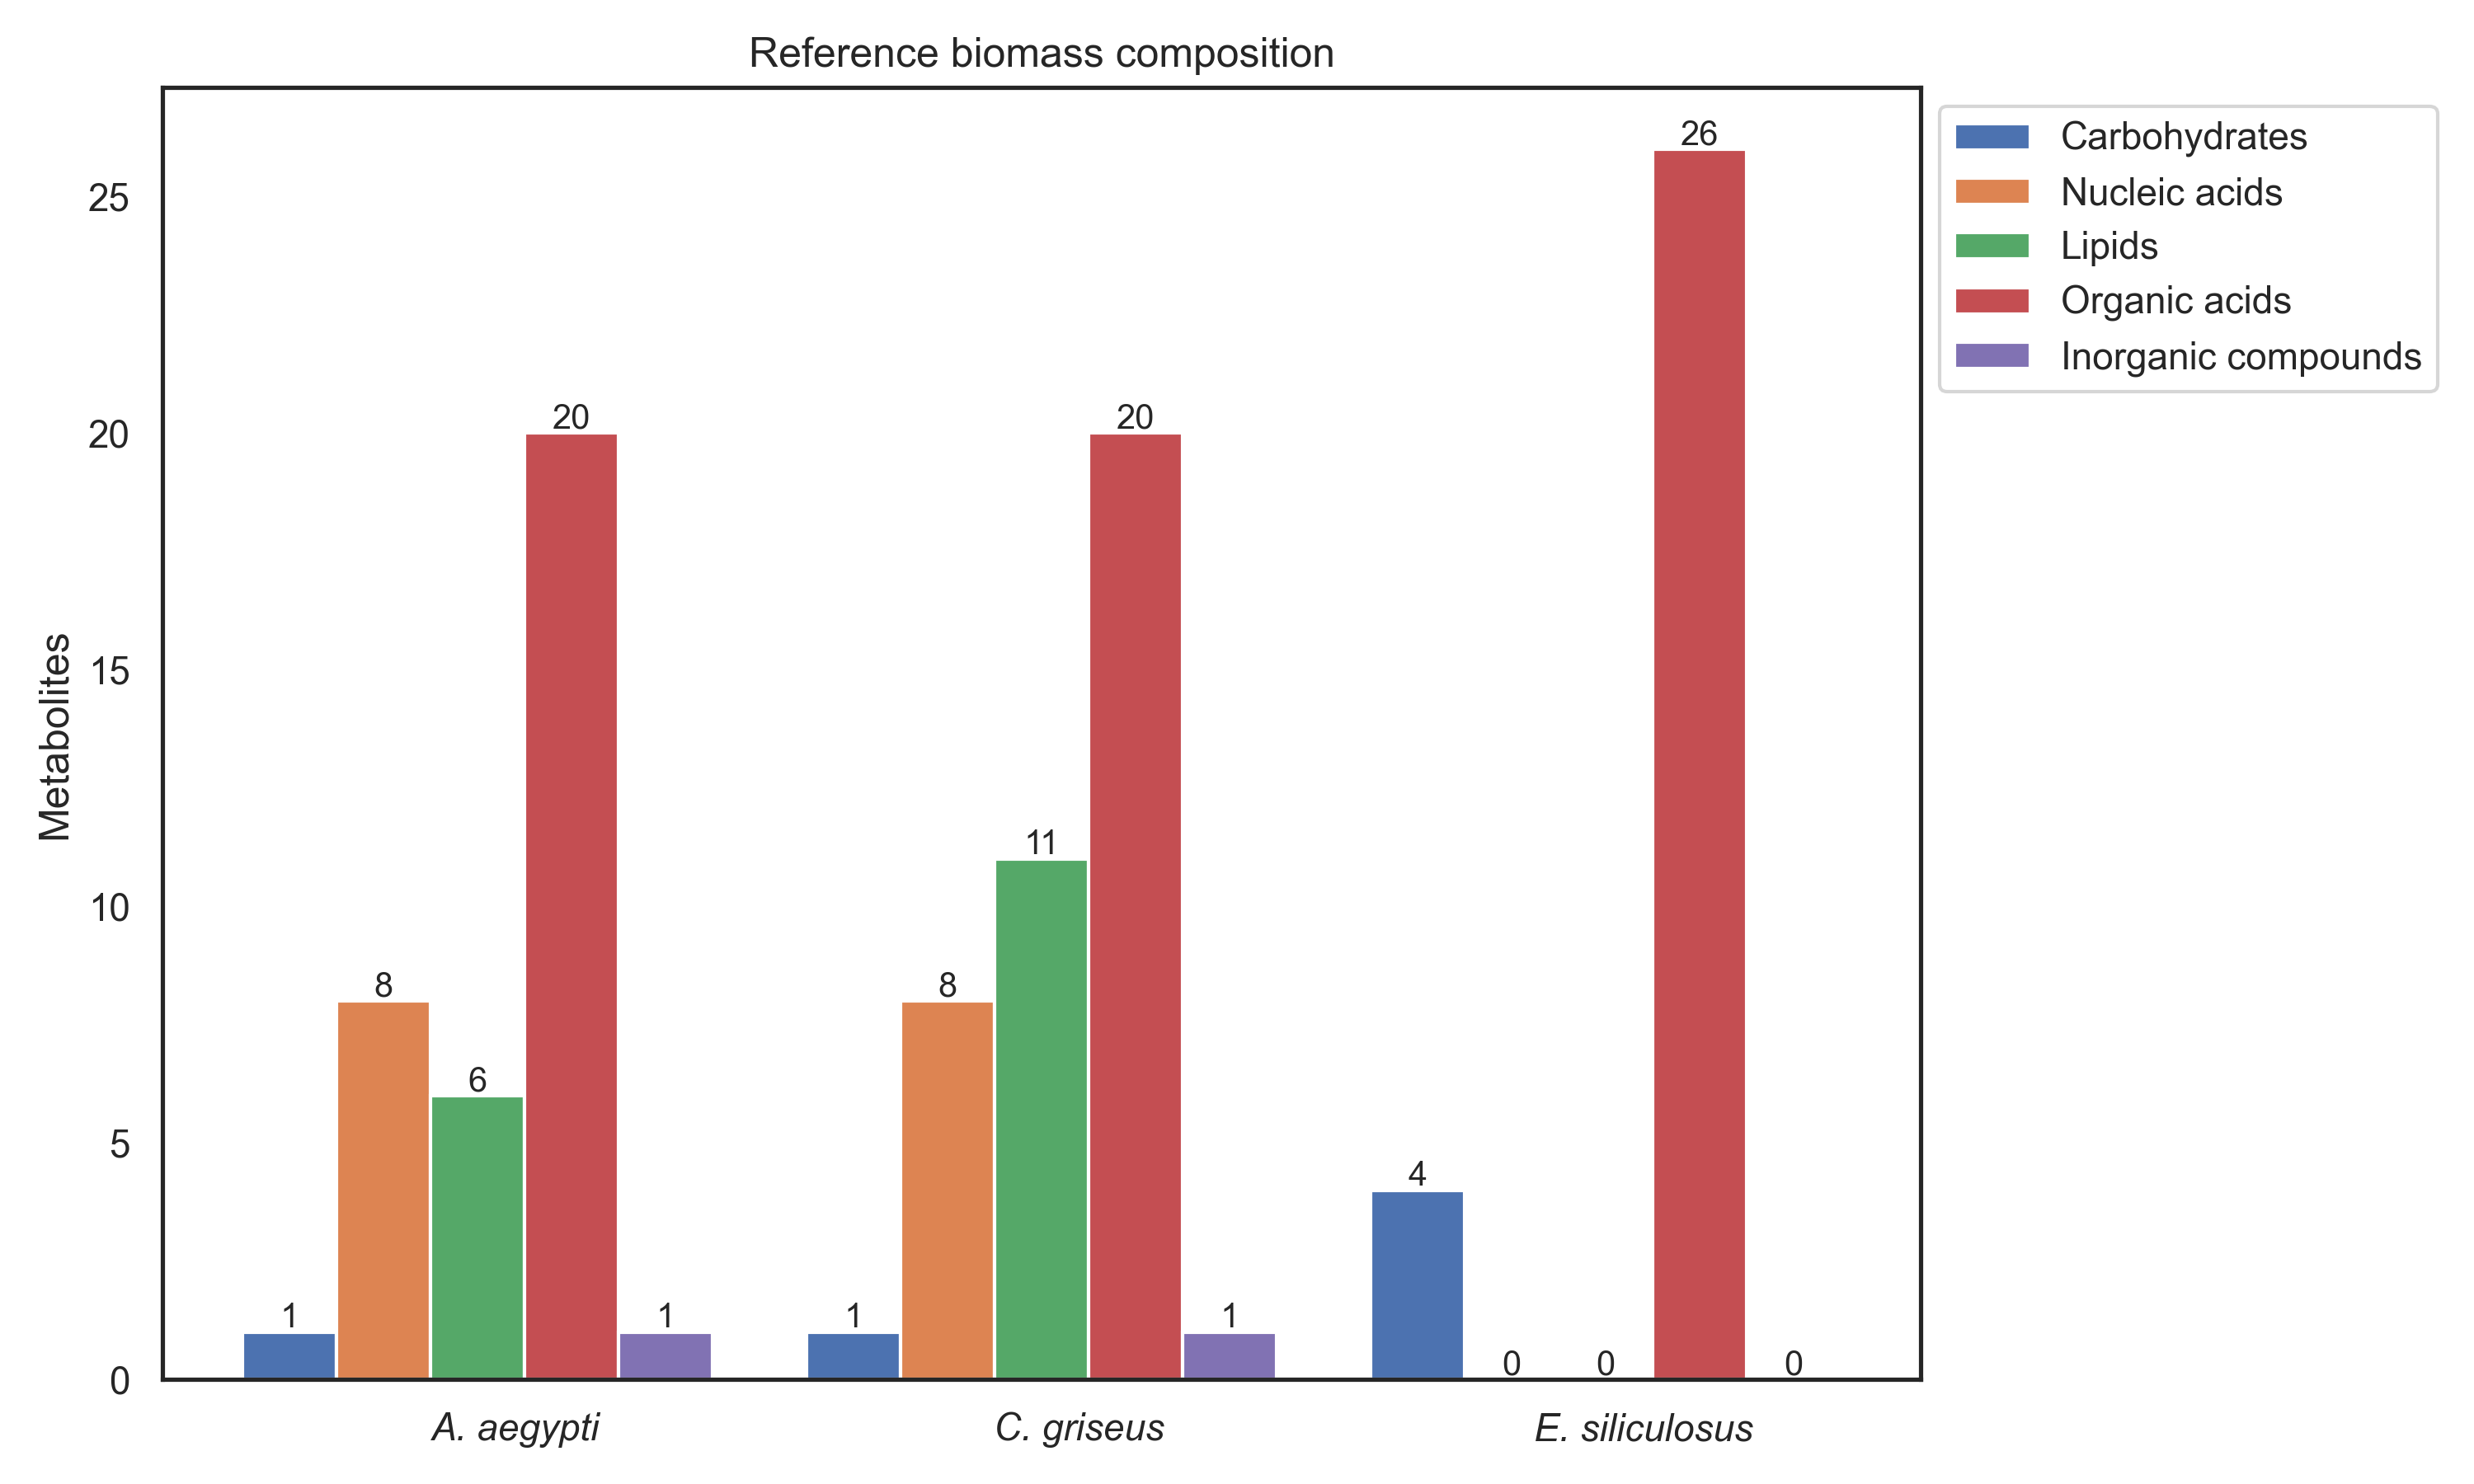 Reference biomass composition
Carbohydrates
Nucleic acids
Lipids
Organic acids
Inorganic compounds
Metabolites
25
20
15
10
5
0
1
8
6
20
1
1
8
11
20
1
4
0
0
26
0
A. aegypti
C. griseus
E. siliculosus